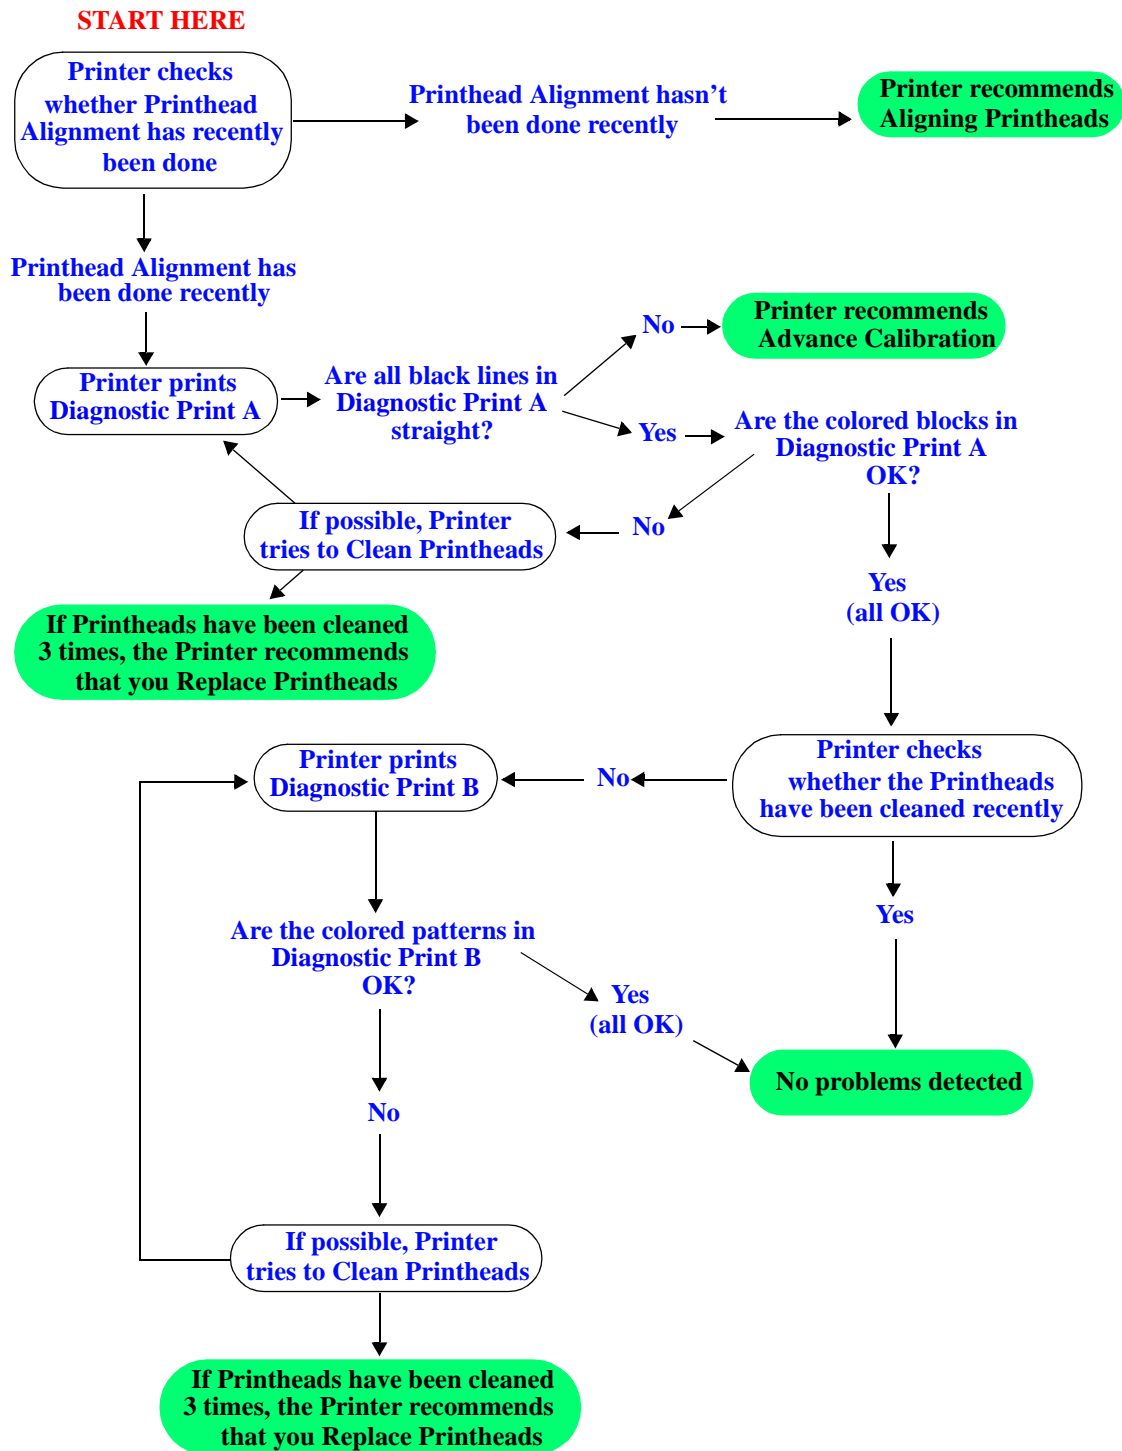 START HERE
Printer checks
whether Printhead
Alignment has recently
been done
Printhead Alignment hasn't
been done recently
Printer recommends
Aligning Printheads
Printhead Alignment has
been done recently
Printer prints
Diagnostic Print A
Are all black lines in
Diagnostic Print A
straight?
No
Printer recommends
Advance Calibration
Yes
Are the colored blocks in
Diagnostic Print A
OK?
No
If possible, Printer
tries to Clean Printheads
If Printheads have been cleaned
3 times, the Printer recommends
that you Replace Printheads
Yes
(all OK)
Printer checks
whether the Printheads
have been cleaned recently
No
Printer prints
Diagnostic Print B
Yes
Are the colored patterns in
Diagnostic Print B
OK?
Yes
(all OK)
No problems detected
No
If possible, Printer
tries to Clean Printheads
If Printheads have been cleaned
3 times, the Printer recommends
that you Replace Printheads